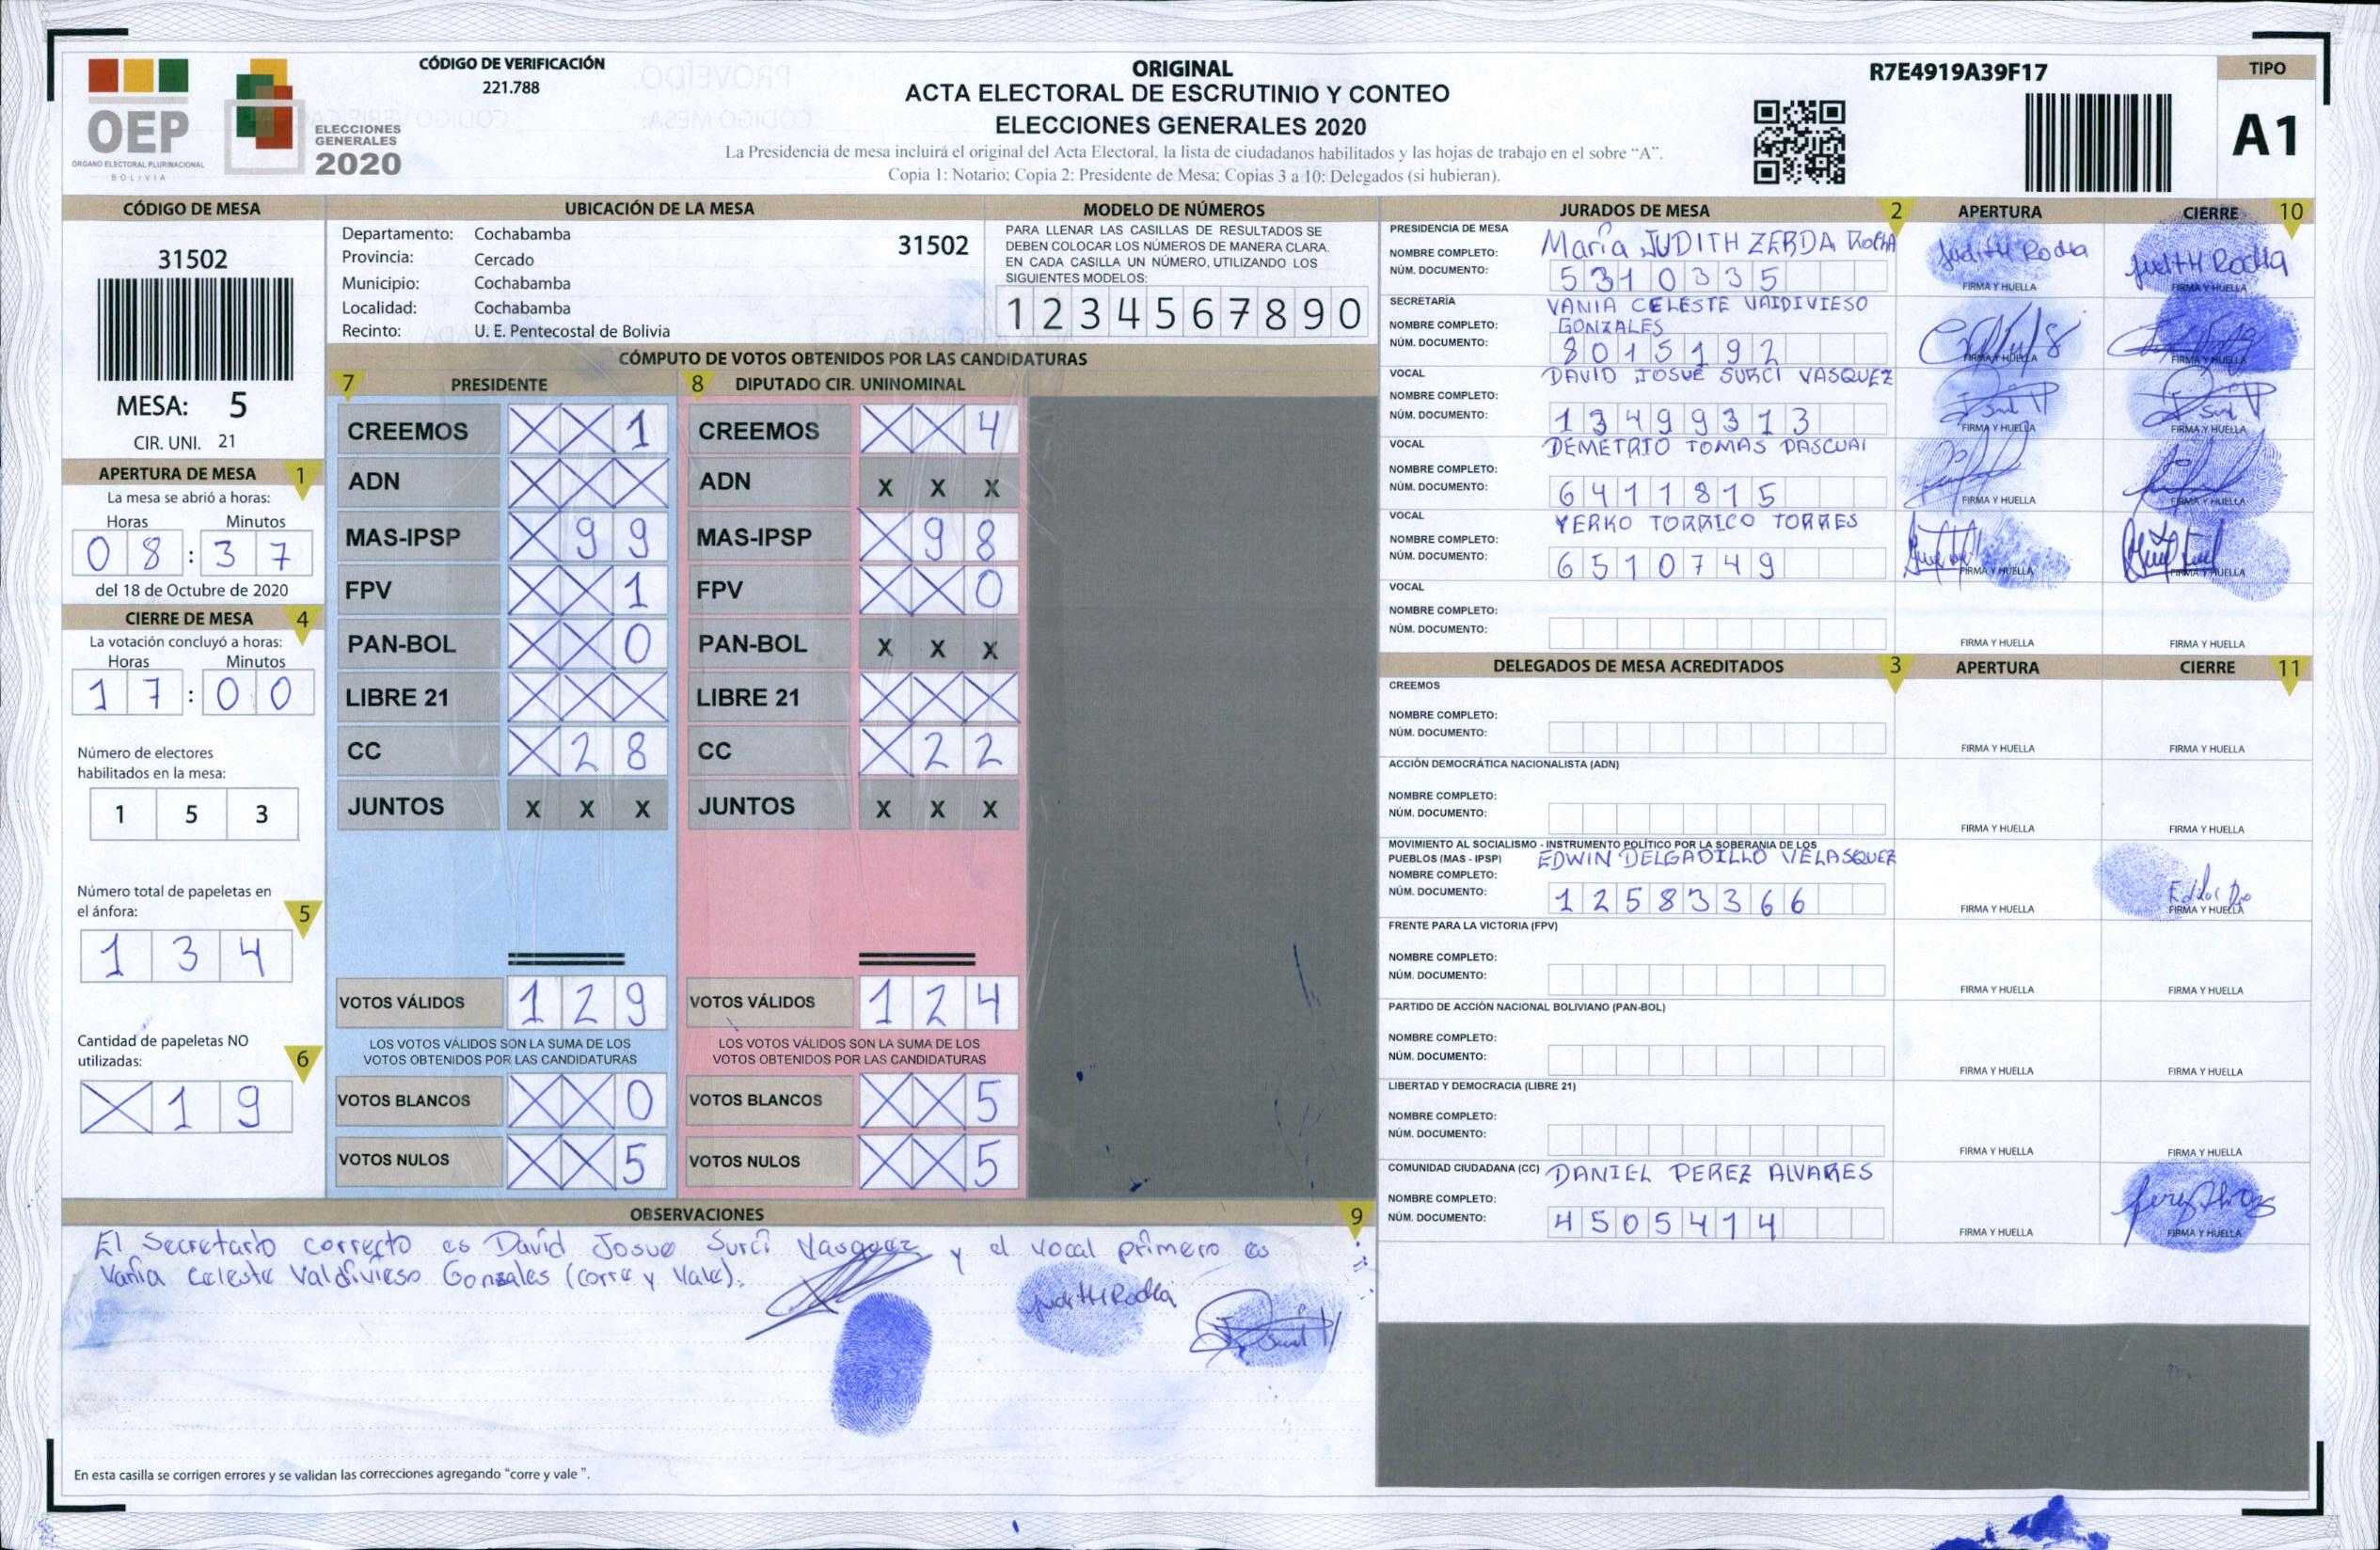 OEP
ÓRGANO ELECTORAL PLURINACIONAL
BOLIVIA
ELECCIONES
GENERALES
2020
CÓDIGO DE VERIFICACIÓN
221.788
ORIGINAL
ACTA ELECTORAL DE ESCRUTINIO Y CONTEO
ELECCIONES GENERALES 2020
La Presidencia de mesa incluirá el original del Acta Electoral, la lista de ciudadanos habilitados y las hojas de trabajo en el sobre "A".
Copia 1: Notario; Copia 2: Presidente de Mesa; Copias 3 a 10: Delegados (si hubieran).
R7E4919A39F17
TIPO
A1
CÓDIGO DE MESA
31502
MESA: 5
CIR. UNI. 21
APERTURA DE MESA 1
La mesa se abrió a horas:
Horas Minutos
08:37
del 18 de Octubre de 2020
CIERRE DE MESA 4
La votación concluyó a horas:
Horas Minutos
17:00
Número de electores
habilitados en la mesa:
1 5 3
Número total de papeletas en
el ánfora: 5
1 3 4
Cantidad de papeletas NO
utilizadas: 6
X 1 9
UBICACIÓN DE LA MESA
Departamento: Cochabamba 31502
Provincia: Cercado
Municipio: Cochabamba
Localidad: Cochabamba
Recinto: U. E. Pentecostal de Bolivia
MODELO DE NÚMEROS
PARA LLENAR LAS CASILLAS DE RESULTADOS SE
DEBEN COLOCAR LOS NÚMEROS DE MANERA CLARA.
EN CADA CASILLA UN NÚMERO, UTILIZANDO LOS
SIGUIENTES MODELOS:
1 2 3 4 5 6 7 8 9 0
CÓMPUTO DE VOTOS OBTENIDOS POR LAS CANDIDATURAS
7 PRESIDENTE
CREEMOS X X 1
ADN X X X
MAS-IPSP X 9 9
FPV X X 1
PAN-BOL X X 0
LIBRE 21 X X X
CC X 2 8
JUNTOS X X X
VOTOS VÁLIDOS 1 2 9
LOS VOTOS VÁLIDOS SON LA SUMA DE LOS
VOTOS OBTENIDOS POR LAS CANDIDATURAS
VOTOS BLANCOS X X 0
VOTOS NULOS X X 5
8 DIPUTADO CIR. UNINOMINAL
CREEMOS X X 4
ADN X X X
MAS-IPSP X 9 8
FPV X X 0
PAN-BOL X X X
LIBRE 21 X X X
CC X 2 2
JUNTOS X X X
VOTOS VÁLIDOS 1 2 4
LOS VOTOS VÁLIDOS SON LA SUMA DE LOS
VOTOS OBTENIDOS POR LAS CANDIDATURAS
VOTOS BLANCOS X X 5
VOTOS NULOS X X 5
OBSERVACIONES 9
El Secretario correcto es David Josue Surci Vasquez y el vocal primero es
Vania Celeste Valdivieso Gonzales (corre y Vale).
Judith Rocha
En esta casilla se corrigen errores y se validan las correcciones agregando "corre y vale ".
JURADOS DE MESA 2 APERTURA CIERRE 10
PRESIDENCIA DE MESA
NOMBRE COMPLETO: María JUDITH ZERDA Rocha
NÚM. DOCUMENTO: 5310335
Judith Rocha Judith Rocha
FIRMA Y HUELLA FIRMA Y HUELLA
SECRETARÍA VANIA CELESTE VALDIVIESO
NOMBRE COMPLETO: GONZALES
NÚM. DOCUMENTO: 8015192
FIRMA Y HUELLA FIRMA Y HUELLA
VOCAL DAVID JOSUÉ SURCI VASQUEZ
NOMBRE COMPLETO:
NÚM. DOCUMENTO: 13499313
FIRMA Y HUELLA FIRMA Y HUELLA
VOCAL DEMETRIO TOMAS PASCUAL
NOMBRE COMPLETO:
NÚM. DOCUMENTO: 6411815
FIRMA Y HUELLA FIRMA Y HUELLA
VOCAL YERKO TORRICO TORRES
NOMBRE COMPLETO:
NÚM. DOCUMENTO: 6510749
FIRMA Y HUELLA FIRMA Y HUELLA
VOCAL
NOMBRE COMPLETO:
NÚM. DOCUMENTO:
FIRMA Y HUELLA FIRMA Y HUELLA
DELEGADOS DE MESA ACREDITADOS 3 APERTURA CIERRE 11
CREEMOS
NOMBRE COMPLETO:
NÚM. DOCUMENTO:
FIRMA Y HUELLA FIRMA Y HUELLA
ACCIÓN DEMOCRÁTICA NACIONALISTA (ADN)
NOMBRE COMPLETO:
NÚM. DOCUMENTO:
FIRMA Y HUELLA FIRMA Y HUELLA
MOVIMIENTO AL SOCIALISMO - INSTRUMENTO POLÍTICO POR LA SOBERANIA DE LOS
PUEBLOS (MAS - IPSP) EDWIN DELGADILLO VELASQUEZ
NOMBRE COMPLETO:
NÚM. DOCUMENTO: 12583366
FIRMA Y HUELLA FIRMA Y HUELLA
FRENTE PARA LA VICTORIA (FPV)
NOMBRE COMPLETO:
NÚM. DOCUMENTO:
FIRMA Y HUELLA FIRMA Y HUELLA
PARTIDO DE ACCIÓN NACIONAL BOLIVIANO (PAN-BOL)
NOMBRE COMPLETO:
NÚM. DOCUMENTO:
FIRMA Y HUELLA FIRMA Y HUELLA
LIBERTAD Y DEMOCRACIA (LIBRE 21)
NOMBRE COMPLETO:
NÚM. DOCUMENTO:
FIRMA Y HUELLA FIRMA Y HUELLA
COMUNIDAD CIUDADANA (CC) DANIEL PEREZ ALVARES
NOMBRE COMPLETO:
NÚM. DOCUMENTO: 4505414
FIRMA Y HUELLA FIRMA Y HUELLA